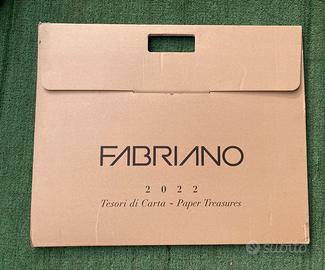 FABRIANO
2022
Tesori di Carta - Paper Treasures
subito